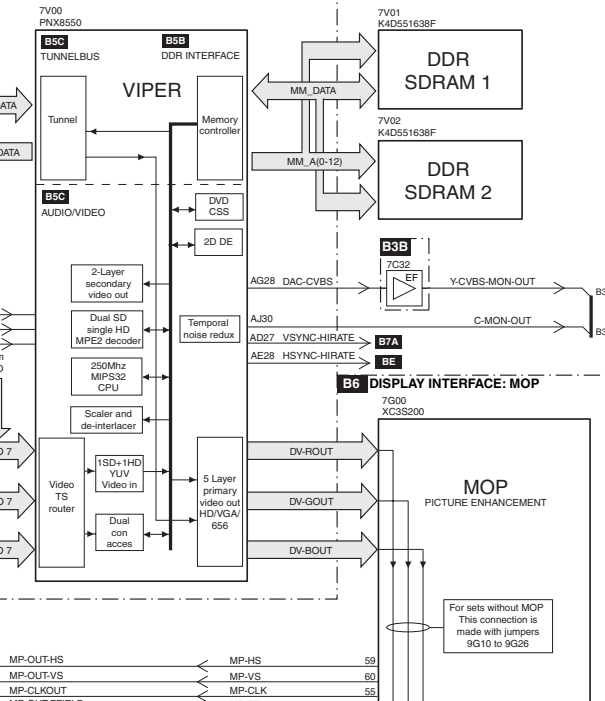 7V00
PNX8550
B5C
TUNNELBUS
B5B
DDR INTERFACE
VIPER
Tunnel
Memory
controller
7V01
K4D551638F
DDR
SDRAM 1
MM_DATA
7V02
K4D551638F
MM_A(0-12)
DDR
SDRAM 2
B5C
AUDIO/VIDEO
DVD
CSS
2D DE
2-Layer
secondary
video out
Dual SD
single HD
MPE2 decoder
Temporal
noise redux
250Mhz
MIPS32
CPU
Scaler and
de-interlacer
AG28 DAC-CVBS
B3B
7C32
EF
Y-CVBS-MON-OUT
AJ30
C-MON-OUT
AD27 VSYNC-HIRATE
B7A
AE28 HSYNC-HIRATE
BE
B6 DISPLAY INTERFACE: MOP
7G00
XC3S200
Video
TS
router
1SD+1HD
YUV
Video in
Dual
con
acces
5 Layer
primary
video out
HD/VGA/
656
DV-ROUT
DV-GOUT
DV-BOUT
MOP
PICTURE ENHANCEMENT
For sets without MOP
This connection is
made with jumpers
9G10 to 9G26
MP-OUT-HS MP-HS 59
MP-OUT-VS MP-VS 60
MP-CLKOUT MP-CLK 55